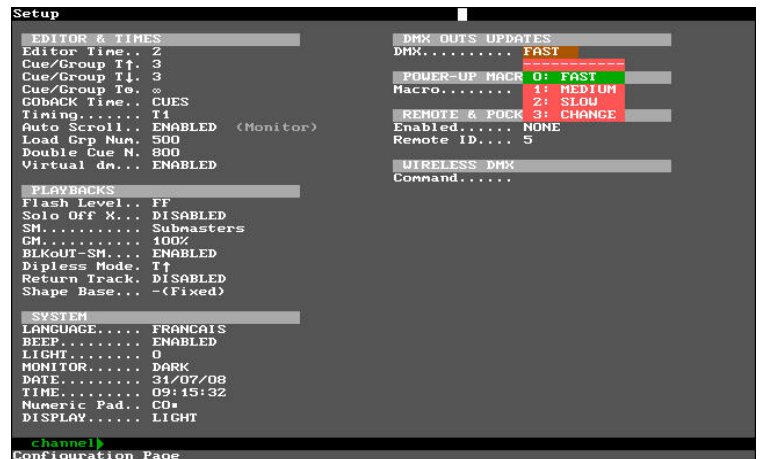 Setup
EDITOR & TIMES
Editor Time.. 2
Cue/Group T↑. 3
Cue/Group T↓. 3
Cue/Group To. ∞
GObACK Time.. CUES
Timing....... T1
Auto Scroll.. ENABLED (Monitor)
Load Grp Num. 500
Double Cue N. 800
Virtual dm... ENABLED
PLAYBACKS
Flash Level.. FF
Solo Off X... DISABLED
SM........... Submasters
GM........... 100%
BLKoUT-SM.... ENABLED
Dipless Mode. T↑
Return Track. DISABLED
Shape Base... -(Fixed)
SYSTEM
LANGUAGE..... FRANCAIS
BEEP......... ENABLED
LIGHT........ 0
MONITOR...... DARK
DATE......... 31/07/08
TIME......... 09:15:32
Numeric Pad.. CO▪
DISPLAY...... LIGHT
DMX OUTS UPDATES
DMX.......... FAST
-----------
0: FAST
1: MEDIUM
2: SLOW
3: CHANGE
POWER-UP MACR
Macro........
REMOTE & POCK
Enabled...... NONE
Remote ID.... 5
WIRELESS DMX
Command......
channel
Configuration Page